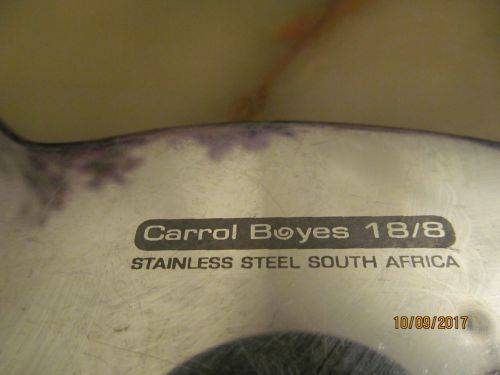 Carrol Boyes 18/8
STAINLESS STEEL SOUTH AFRICA
10/09/2017